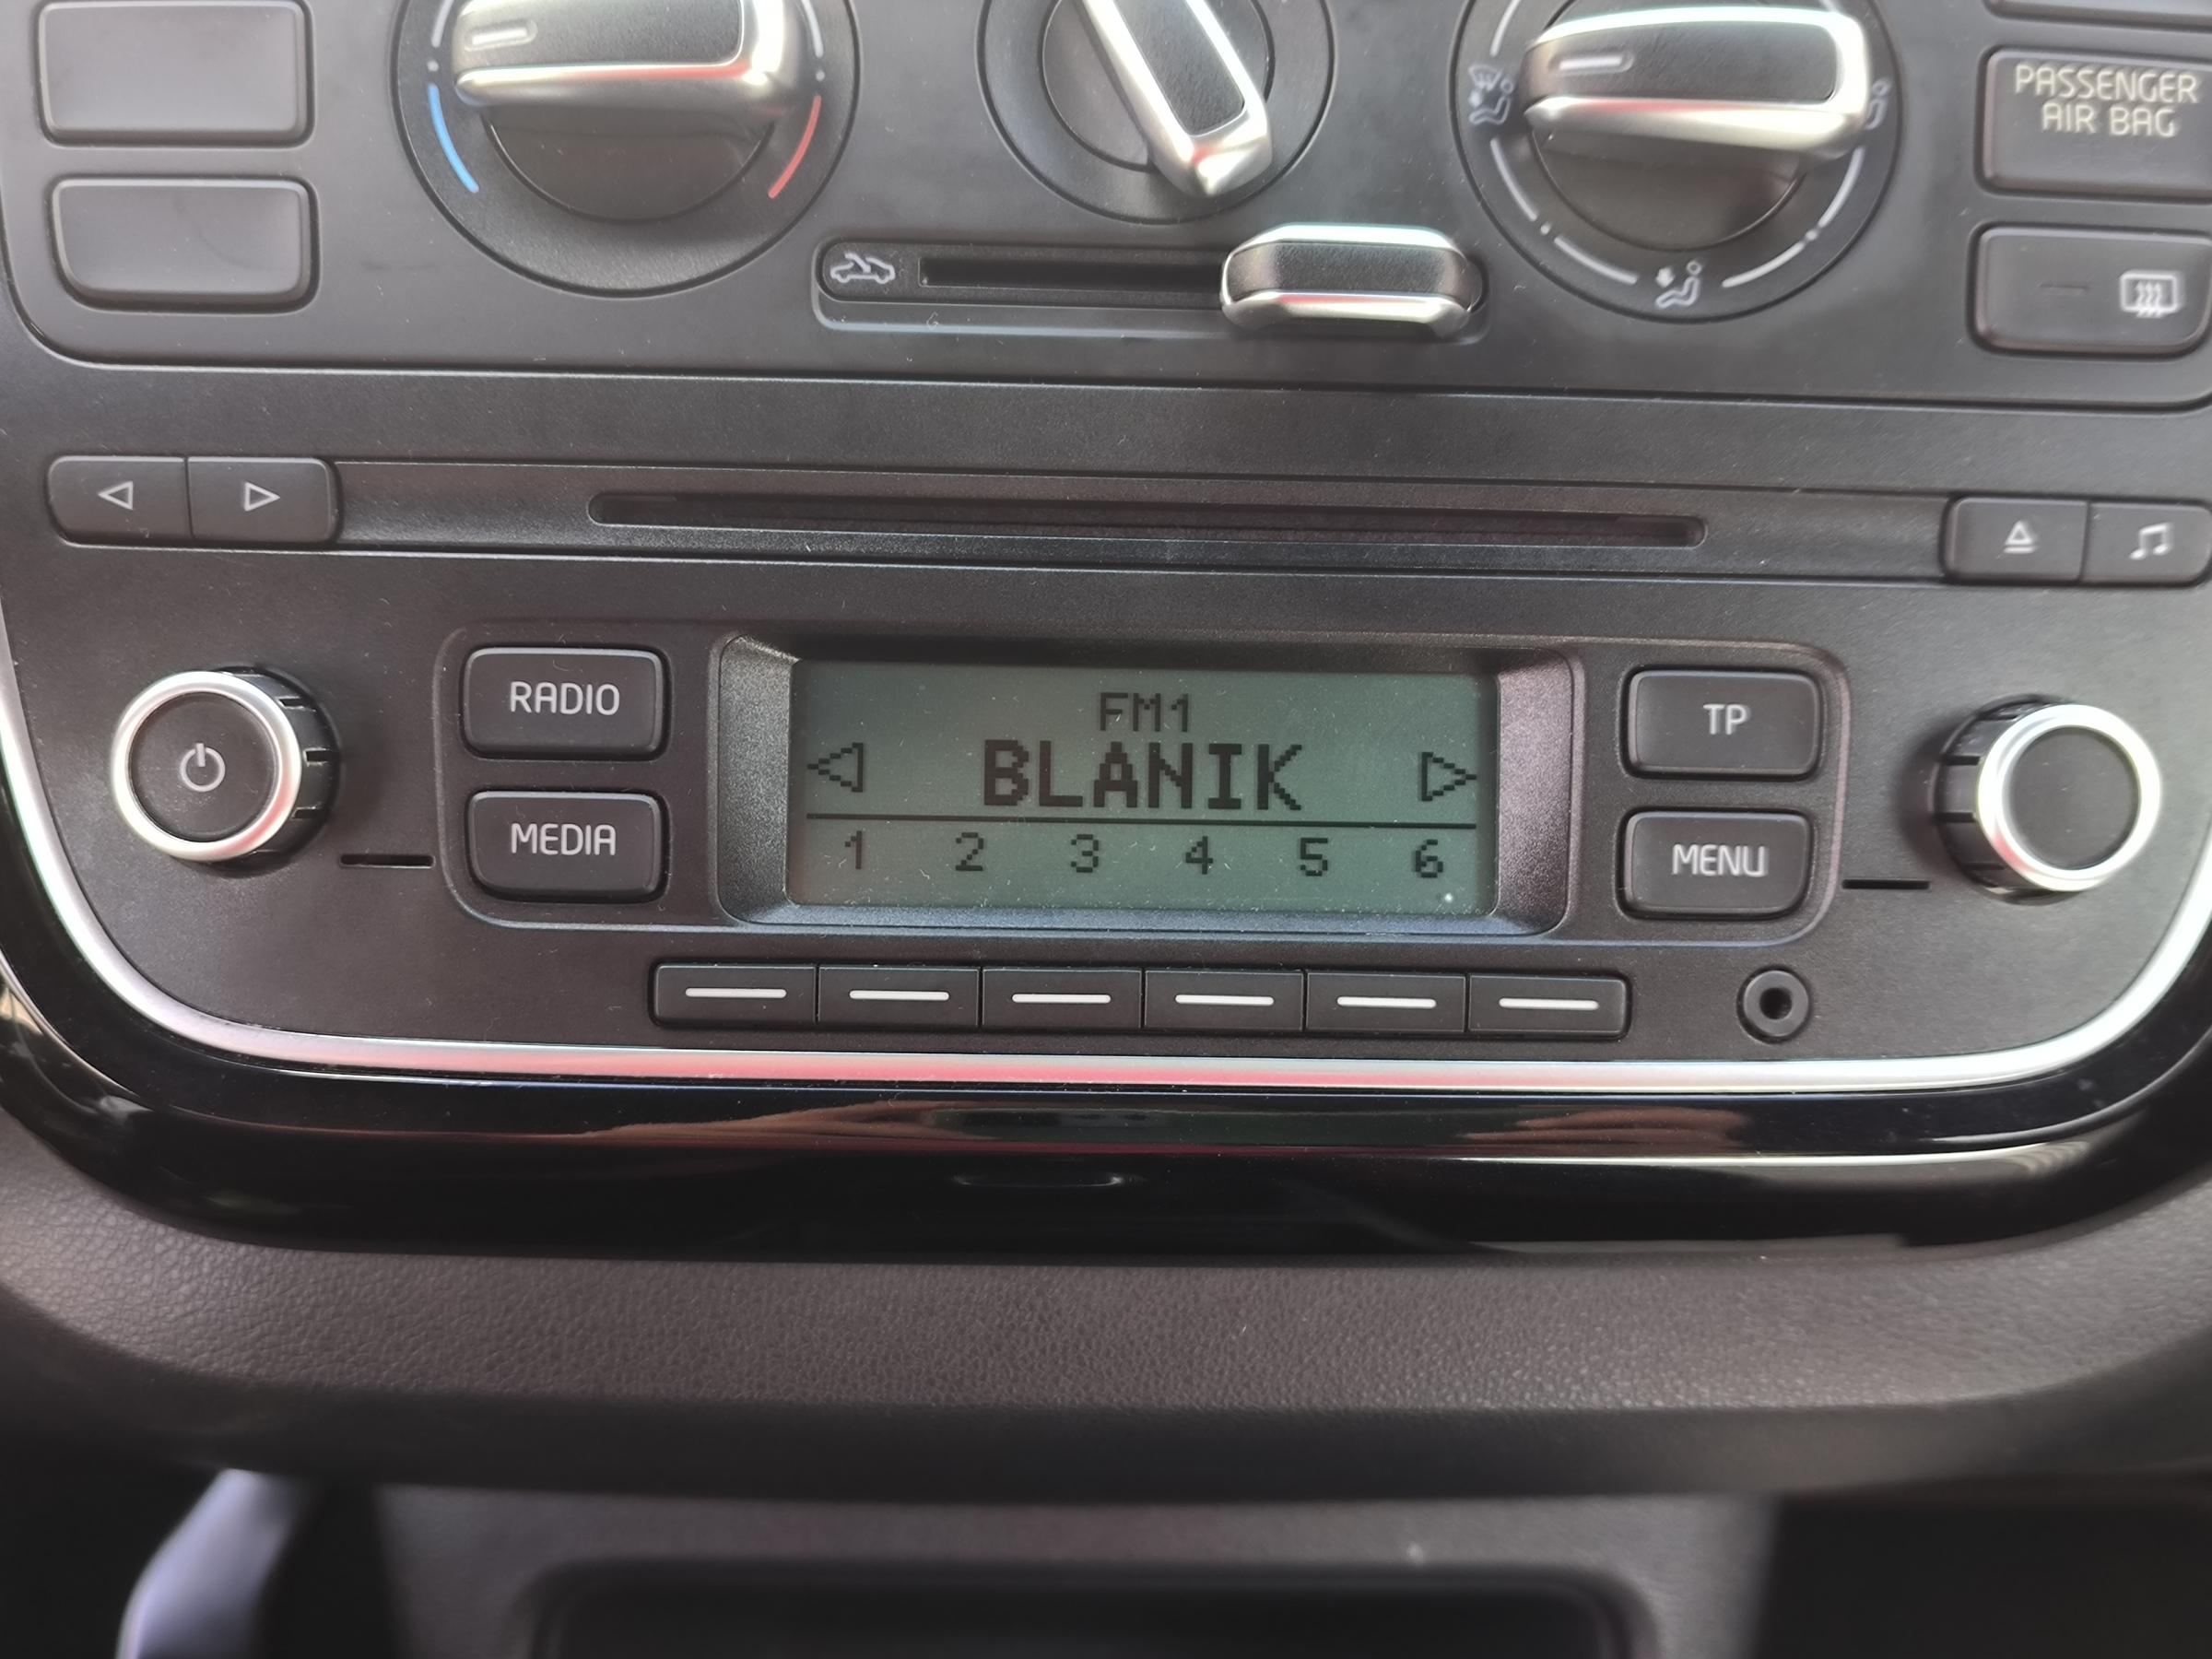 PASSENGER
AIR BAG
RADIO
MEDIA
FM1
BLANIK
1 2 3 4 5 6
TP
MENU